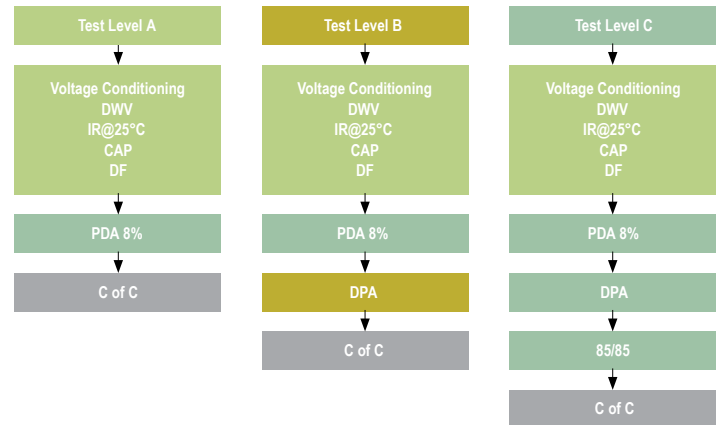 Test Level A
Voltage Conditioning
DWV
IR@25°C
CAP
DF
PDA 8%
C of C
Test Level B
Voltage Conditioning
DWV
IR@25°C
CAP
DF
PDA 8%
DPA
C of C
Test Level C
Voltage Conditioning
DWV
IR@25°C
CAP
DF
PDA 8%
DPA
85/85
C of C